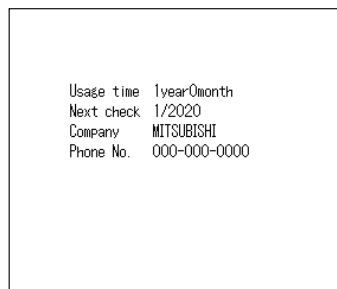 Usage time 1year0month
Next check 1/2020
Company MITSUBISHI
Phone No. 000-000-0000